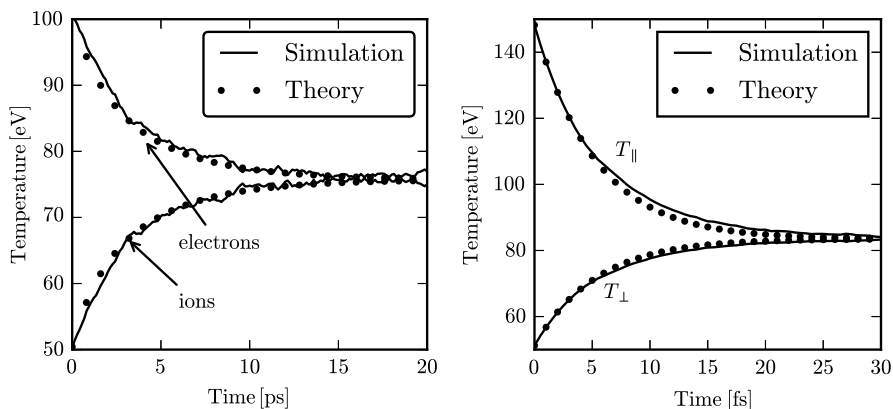 100
90
80
70
60
50
Temperature [eV]
0
5
10
15
20
Time [ps]
Simulation
Theory
electrons
ions
140
120
100
80
60
Temperature [eV]
0
5
10
15
20
25
30
Time [fs]
Simulation
Theory
T∥
T⊥